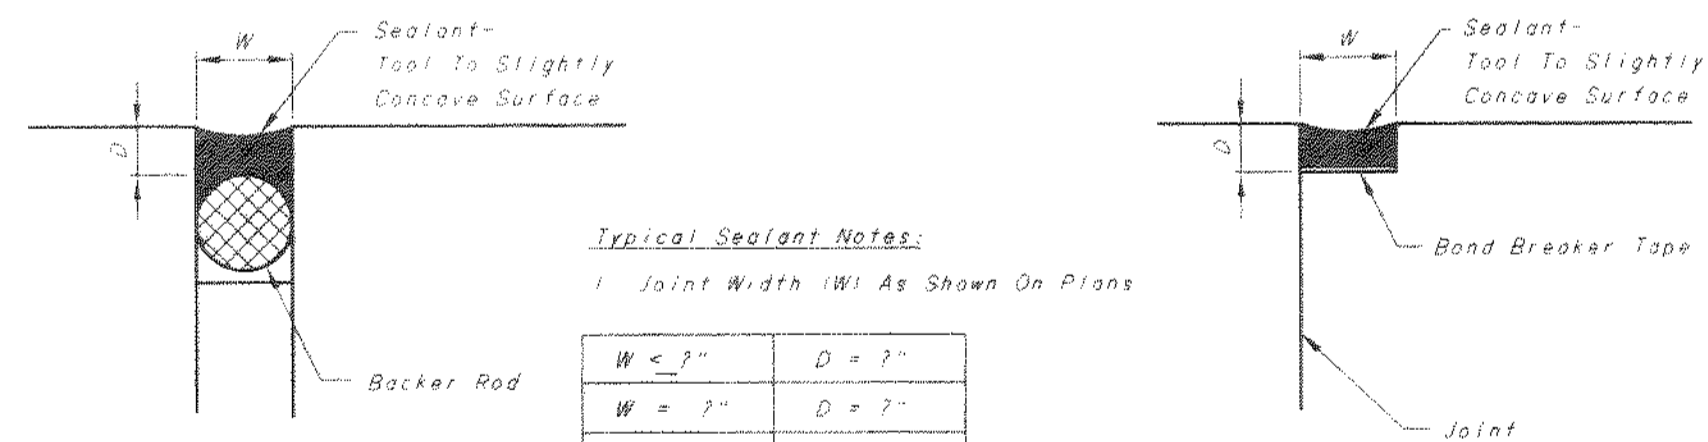 W
Sealant-
Tool To Slightly
Concave Surface
D
Backer Rod
Typical Sealant Notes:
1 Joint Width (W) As Shown On Plans
W ≤ ?" D = ?"
W = ?" D = ?"
W
Sealant-
Tool To Slightly
Concave Surface
D
Bond Breaker Tape
Joint